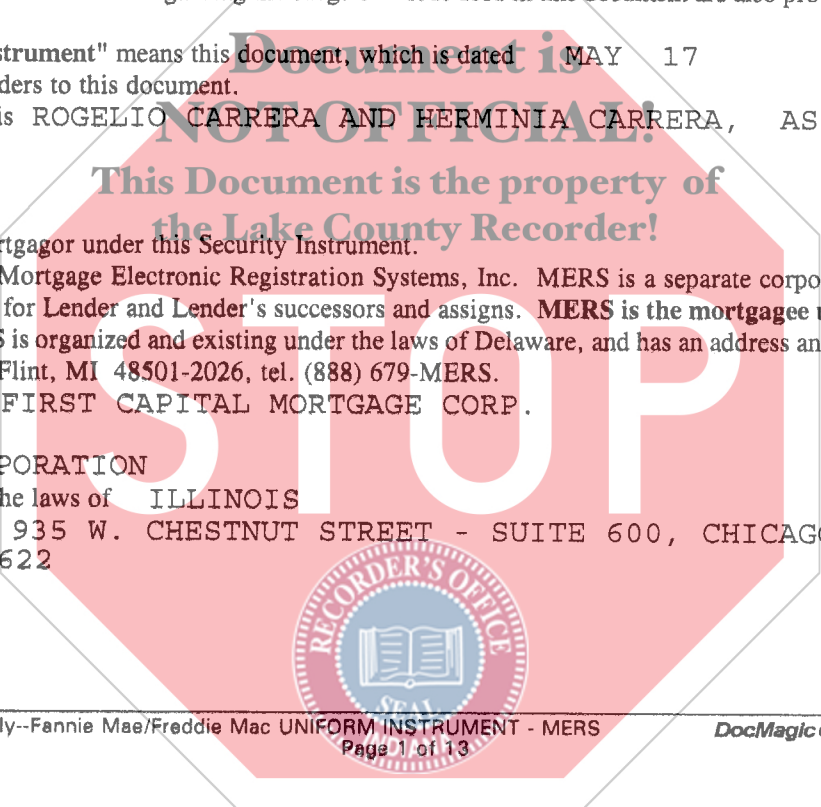 strument" means this document, which is dated MAY 17
Document is
ders to this document.
is ROGELIO CARRERA AND HERMINIA CARRERA, AS
NOT OFFICIAL!
This Document is the property of
the Lake County Recorder!
rtgagor under this Security Instrument.
Mortgage Electronic Registration Systems, Inc. MERS is a separate corpo
for Lender and Lender's successors and assigns. MERS is the mortgagee
S is organized and existing under the laws of Delaware, and has an address an
Flint, MI 48501-2026, tel. (888) 679-MERS.
FIRST CAPITAL MORTGAGE CORP.
STOP
PORATION
he laws of ILLINOIS
935 W. CHESTNUT STREET - SUITE 600, CHICAGO
622
RECORDER'S OFFICE
SEAL
INDIANA
ly--Fannie Mae/Freddie Mac UNIFORM INSTRUMENT - MERS DocMagic
Page 1 of 13